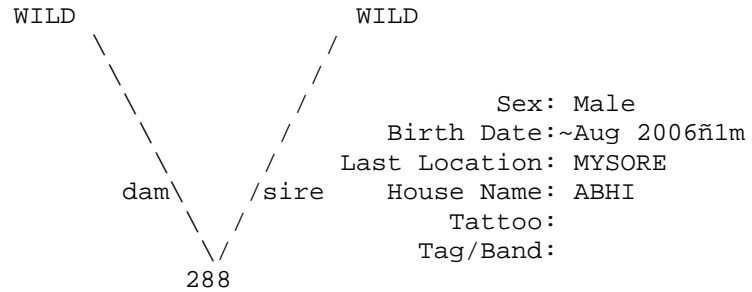 WILD WILD
Sex: Male
Birth Date:~Aug 2006ñ1m
Last Location: MYSORE
dam\ /sire House Name: ABHI
Tattoo:
Tag/Band:
288